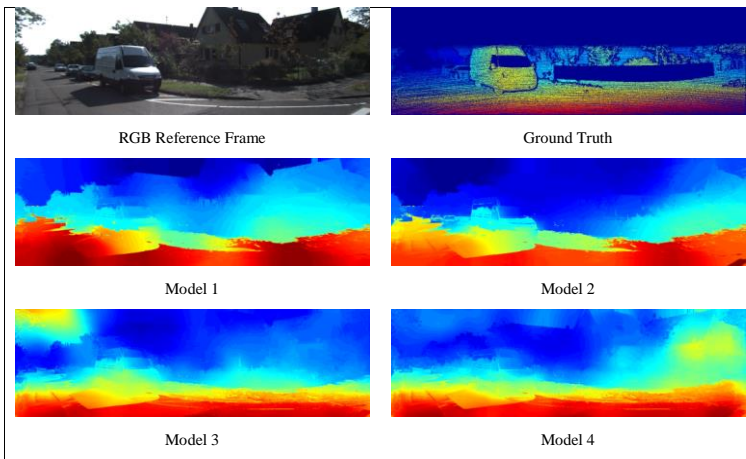 RGB Reference Frame
Ground Truth
Model 1
Model 2
Model 3
Model 4